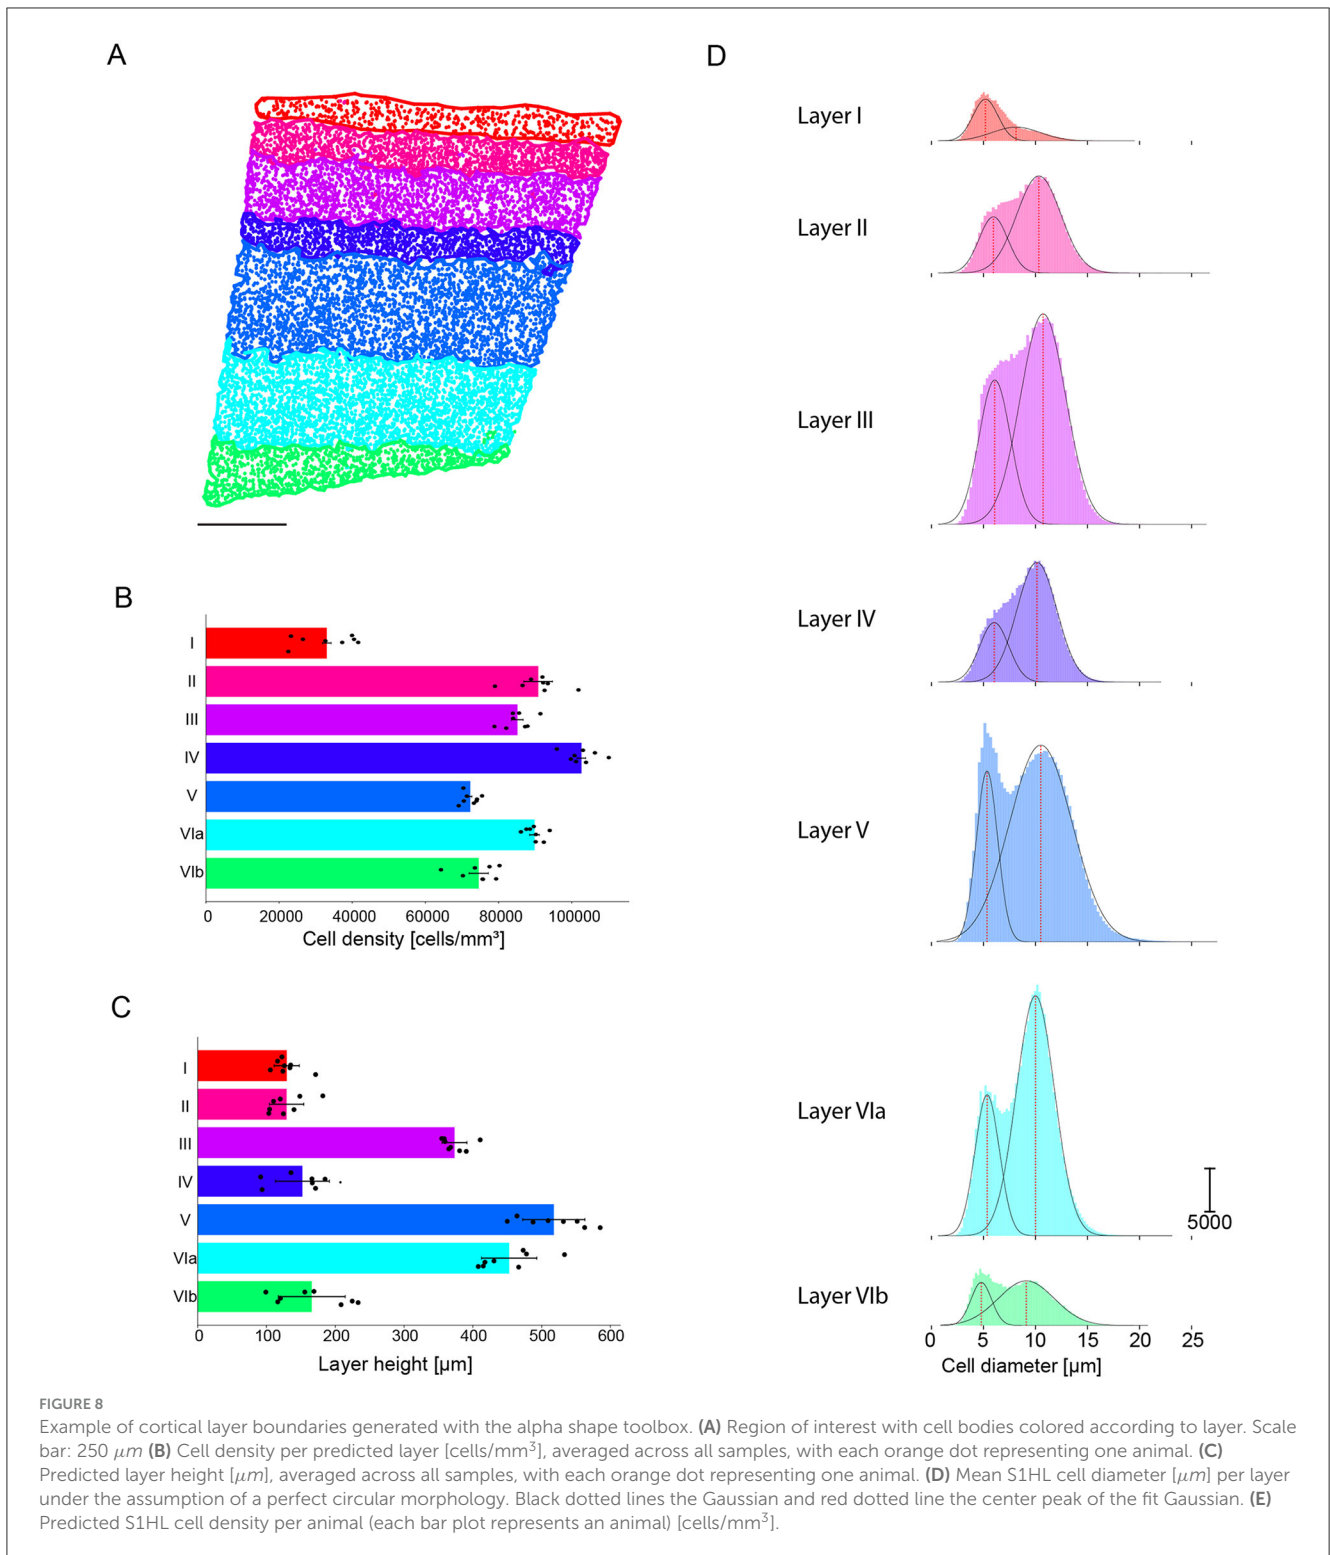 A
B
I
II
III
IV
V
VIa
VIb
0 20000 40000 60000 80000 100000
Cell density [cells/mm³]
C
I
II
III
IV
V
VIa
VIb
0 100 200 300 400 500 600
Layer height [μm]
D
Layer I
Layer II
Layer III
Layer IV
Layer V
Layer VIa
5000
Layer VIb
0 5 10 15 20 25
Cell diameter [μm]
FIGURE 8
Example of cortical layer boundaries generated with the alpha shape toolbox. (A) Region of interest with cell bodies colored according to layer. Scale
bar: 250 μm (B) Cell density per predicted layer [cells/mm³], averaged across all samples, with each orange dot representing one animal. (C)
Predicted layer height [μm], averaged across all samples, with each orange dot representing one animal. (D) Mean S1HL cell diameter [μm] per layer
under the assumption of a perfect circular morphology. Black dotted lines the Gaussian and red dotted line the center peak of the fit Gaussian. (E)
Predicted S1HL cell density per animal (each bar plot represents an animal) [cells/mm³].